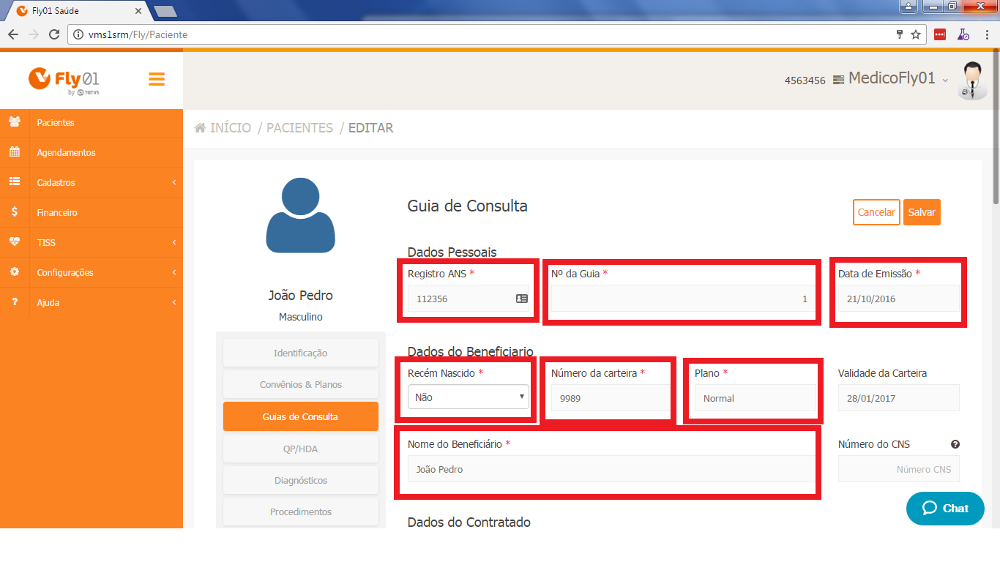 Fly01 Saúde
vms1srm/Fly/Paciente
Fly01
by TOTVS
4563456 MedicoFly01
INÍCIO / PACIENTES / EDITAR
Pacientes
Agendamentos
Cadastros
Financeiro
TISS
Configurações
Ajuda
João Pedro
Masculino
Identificação
Convênios & Planos
Guias de Consulta
QP/HDA
Diagnósticos
Procedimentos
Guia de Consulta
Cancelar Salvar
Dados Pessoais
Registro ANS * Nº da Guia * Data de Emissão *
112356 1 21/10/2016
Dados do Beneficiario
Recém Nascido * Número da carteira * Plano * Validade da Carteira
Não 9989 Normal 28/01/2017
Nome do Beneficiário * Número do CNS
João Pedro Número CNS
Chat
Dados do Contratado